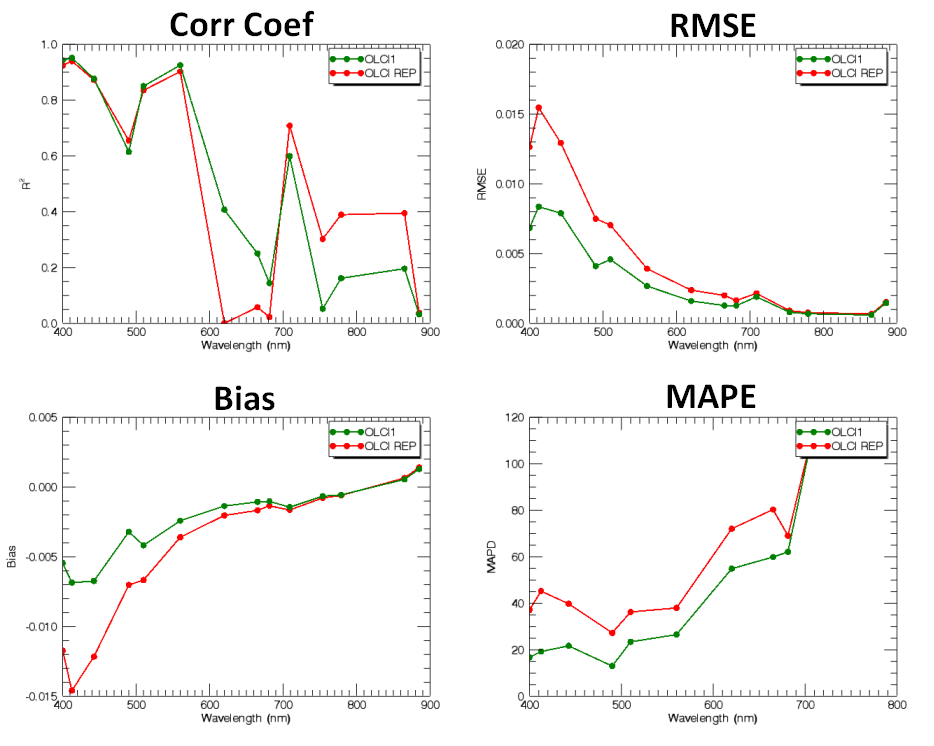 Corr Coef
1.0
0.8
0.6
0.4
0.2
0.0
R²
400 500 600 700 800 900
Wavelength (nm)
OLCI1
OLCI REP
RMSE
0.020
0.015
0.010
0.005
0.000
RMSE
400 500 600 700 800 900
Wavelength (nm)
OLCI1
OLCI REP
Bias
0.005
0.000
-0.005
-0.010
-0.015
Bias
400 500 600 700 800 900
Wavelength (nm)
OLCI1
OLCI REP
MAPE
120
100
80
60
40
20
0
MAPD
400 500 600 700 800
Wavelength (nm)
OLCI1
OLCI REP